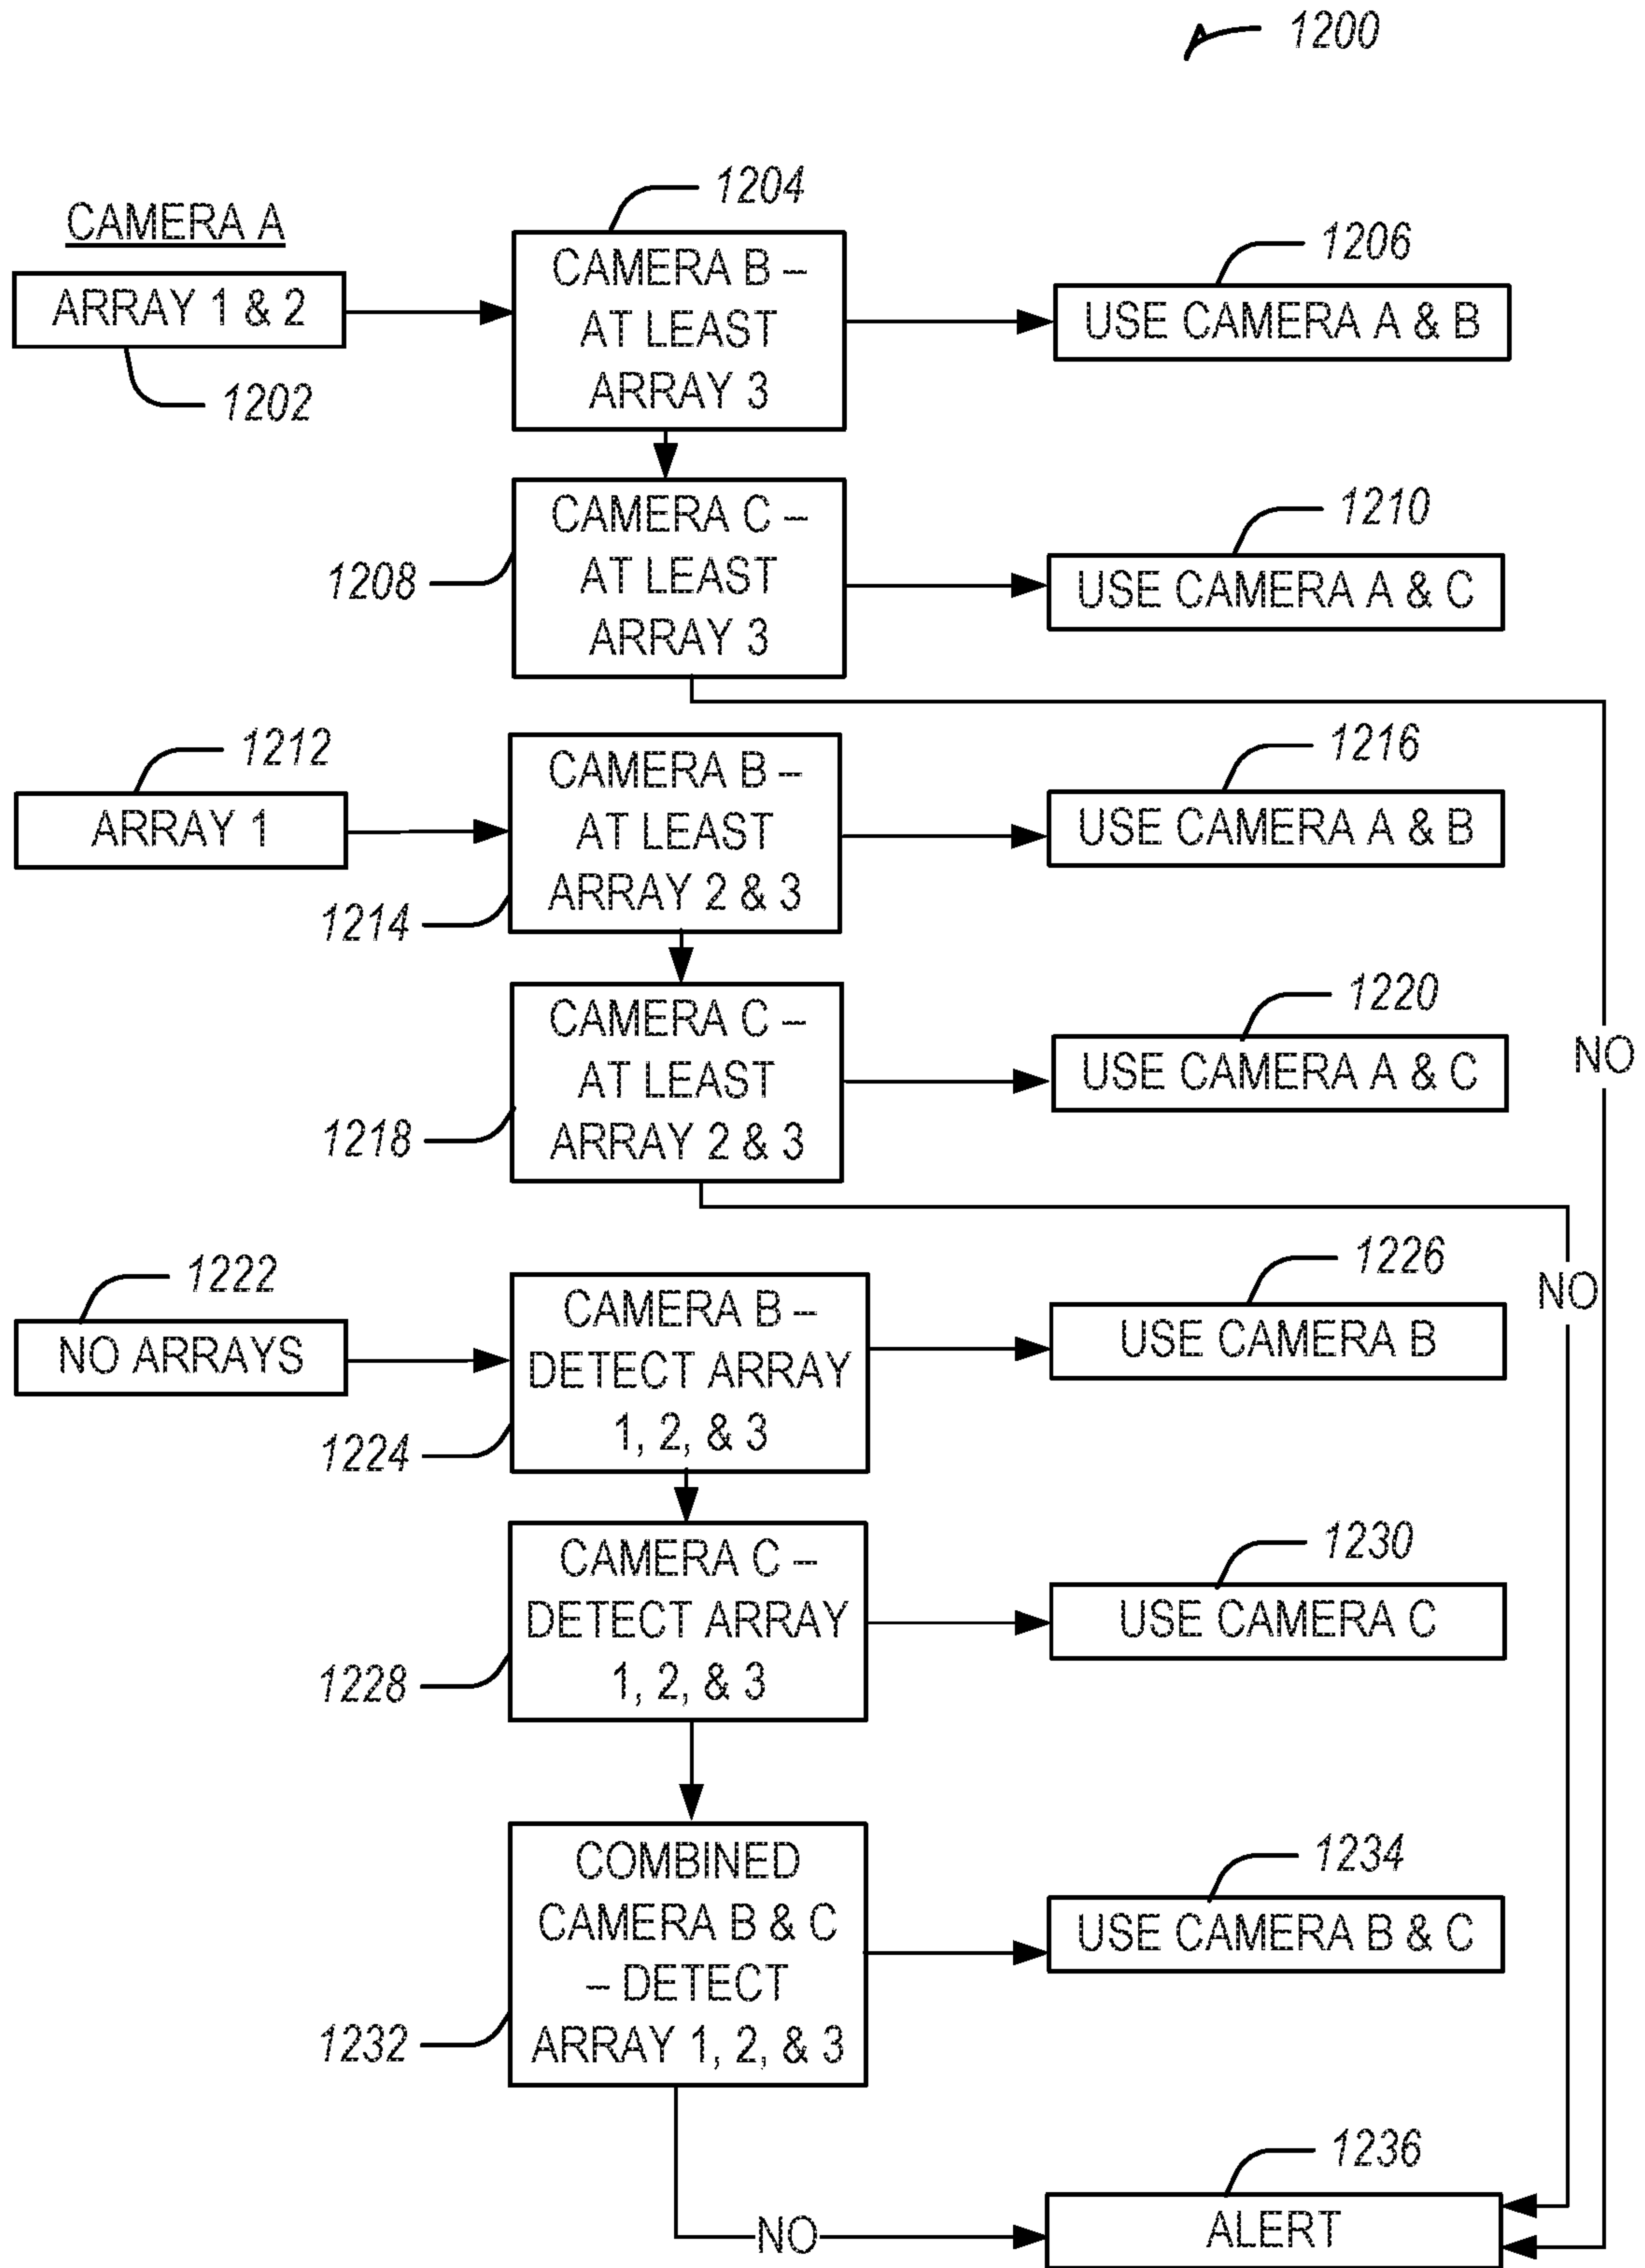 1200
1204
CAMERA A
CAMERA B –
1206
ARRAY 1 & 2
AT LEAST
USE CAMERA A & B
ARRAY 3
1202
CAMERA C –
1210
1208
AT LEAST
USE CAMERA A & C
ARRAY 3
1212
CAMERA B –
1216
ARRAY 1
AT LEAST
USE CAMERA A & B
ARRAY 2 & 3
1214
CAMERA C –
1220
AT LEAST
USE CAMERA A & C
NO
ARRAY 2 & 3
1218
1222
CAMERA B –
1226
NO
NO ARRAYS
DETECT ARRAY
USE CAMERA B
1, 2, & 3
1224
CAMERA C –
1230
DETECT ARRAY
USE CAMERA C
1, 2, & 3
1228
COMBINED
1234
CAMERA B & C
USE CAMERA B & C
– DETECT
ARRAY 1, 2, & 3
1232
1236
NO
ALERT